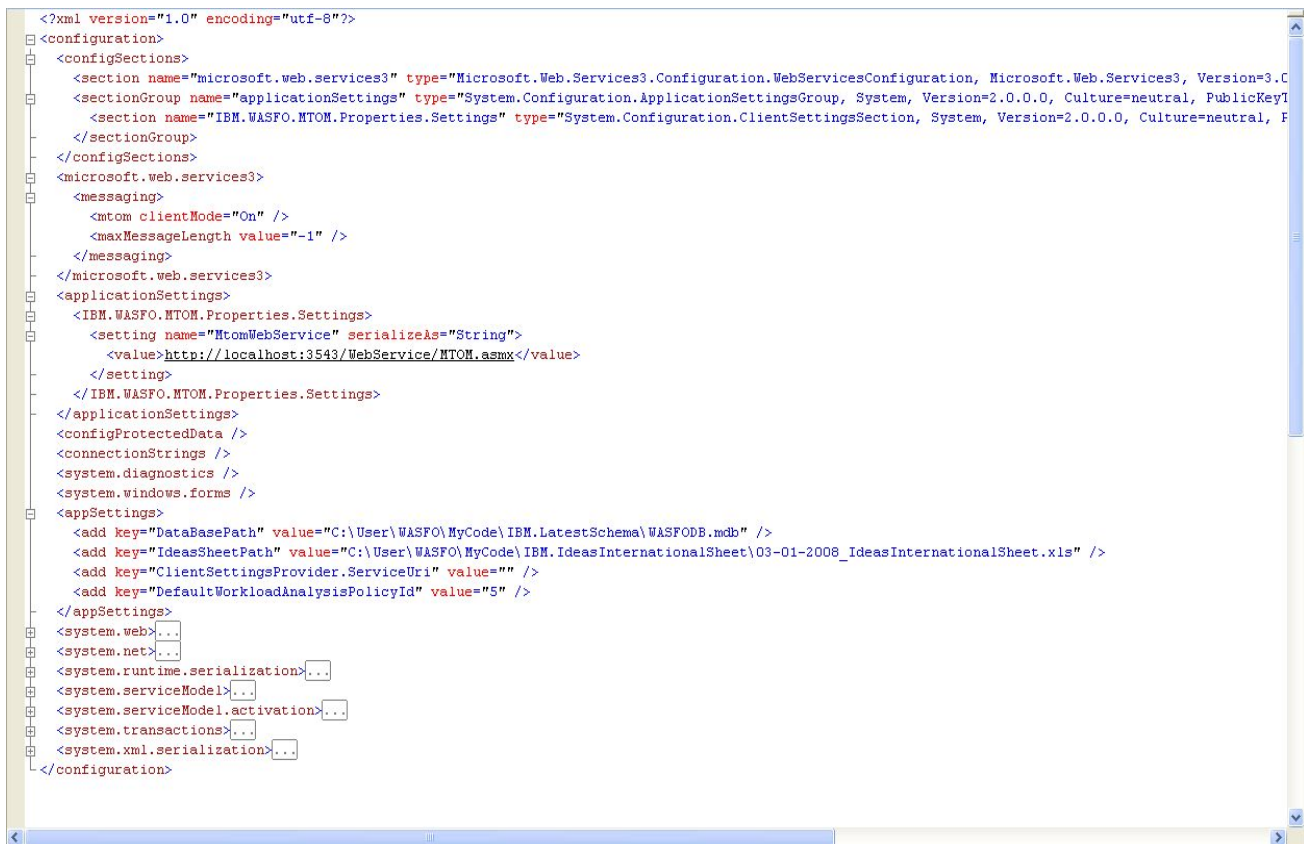 <?xml version="1.0" encoding="utf-8"?>
<configuration>
<configSections>
<section name="microsoft.web.services3" type="Microsoft.Web.Services3.Configuration.WebServicesConfiguration, Microsoft.Web.Services3, Version=3.0
<sectionGroup name="applicationSettings" type="System.Configuration.ApplicationSettingsGroup, System, Version=2.0.0.0, Culture=neutral, PublicKeyT
<section name="IBM.WASFO.MTOM.Properties.Settings" type="System.Configuration.ClientSettingsSection, System, Version=2.0.0.0, Culture=neutral, P
</sectionGroup>
</configSections>
<microsoft.web.services3>
<messaging>
<mtom clientMode="On" />
<maxMessageLength value="-1" />
</messaging>
</microsoft.web.services3>
<applicationSettings>
<IBM.WASFO.MTOM.Properties.Settings>
<setting name="MtomWebService" serializeAs="String">
<value>http://localhost:3543/WebService/MTOM.asmx</value>
</setting>
</IBM.WASFO.MTOM.Properties.Settings>
</applicationSettings>
<configProtectedData />
<connectionStrings />
<system.diagnostics />
<system.windows.forms />
<appSettings>
<add key="DataBasePath" value="C:\User\WASFO\MyCode\IBM.LatestSchema\WASFODB.mdb" />
<add key="IdeasSheetPath" value="C:\User\WASFO\MyCode\IBM.IdeasInternationalSheet\03-01-2008_IdeasInternationalSheet.xls" />
<add key="ClientSettingsProvider.ServiceUri" value="" />
<add key="DefaultWorkloadAnalysisPolicyId" value="5" />
</appSettings>
<system.web>...
<system.net>...
<system.runtime.serialization>...
<system.serviceModel>...
<system.serviceModel.activation>...
<system.transactions>...
<system.xml.serialization>...
</configuration>